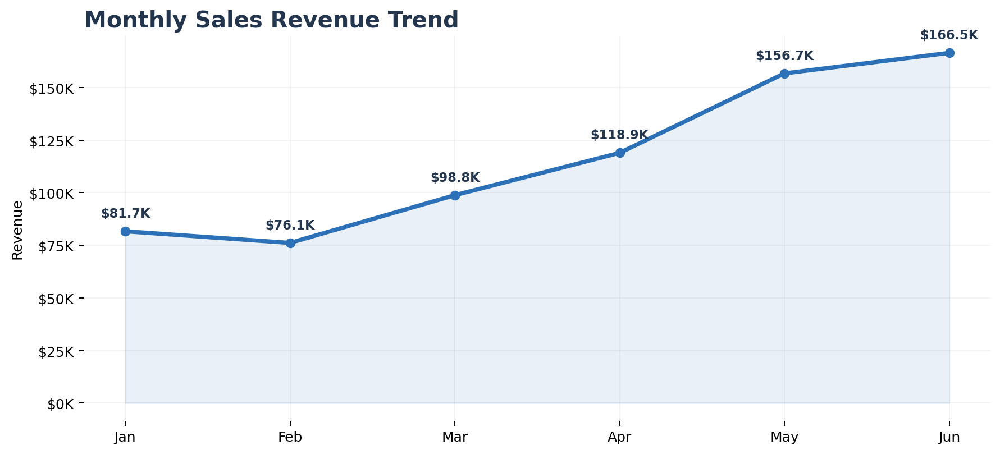 Monthly Sales Revenue Trend
$166.5K
$156.7K
$150K
$118.9K
$125K
$98.8K
$100K
$81.7K
$76.1K
$75K
Revenue
$50K
$25K
$0K
Jan Feb Mar Apr May Jun